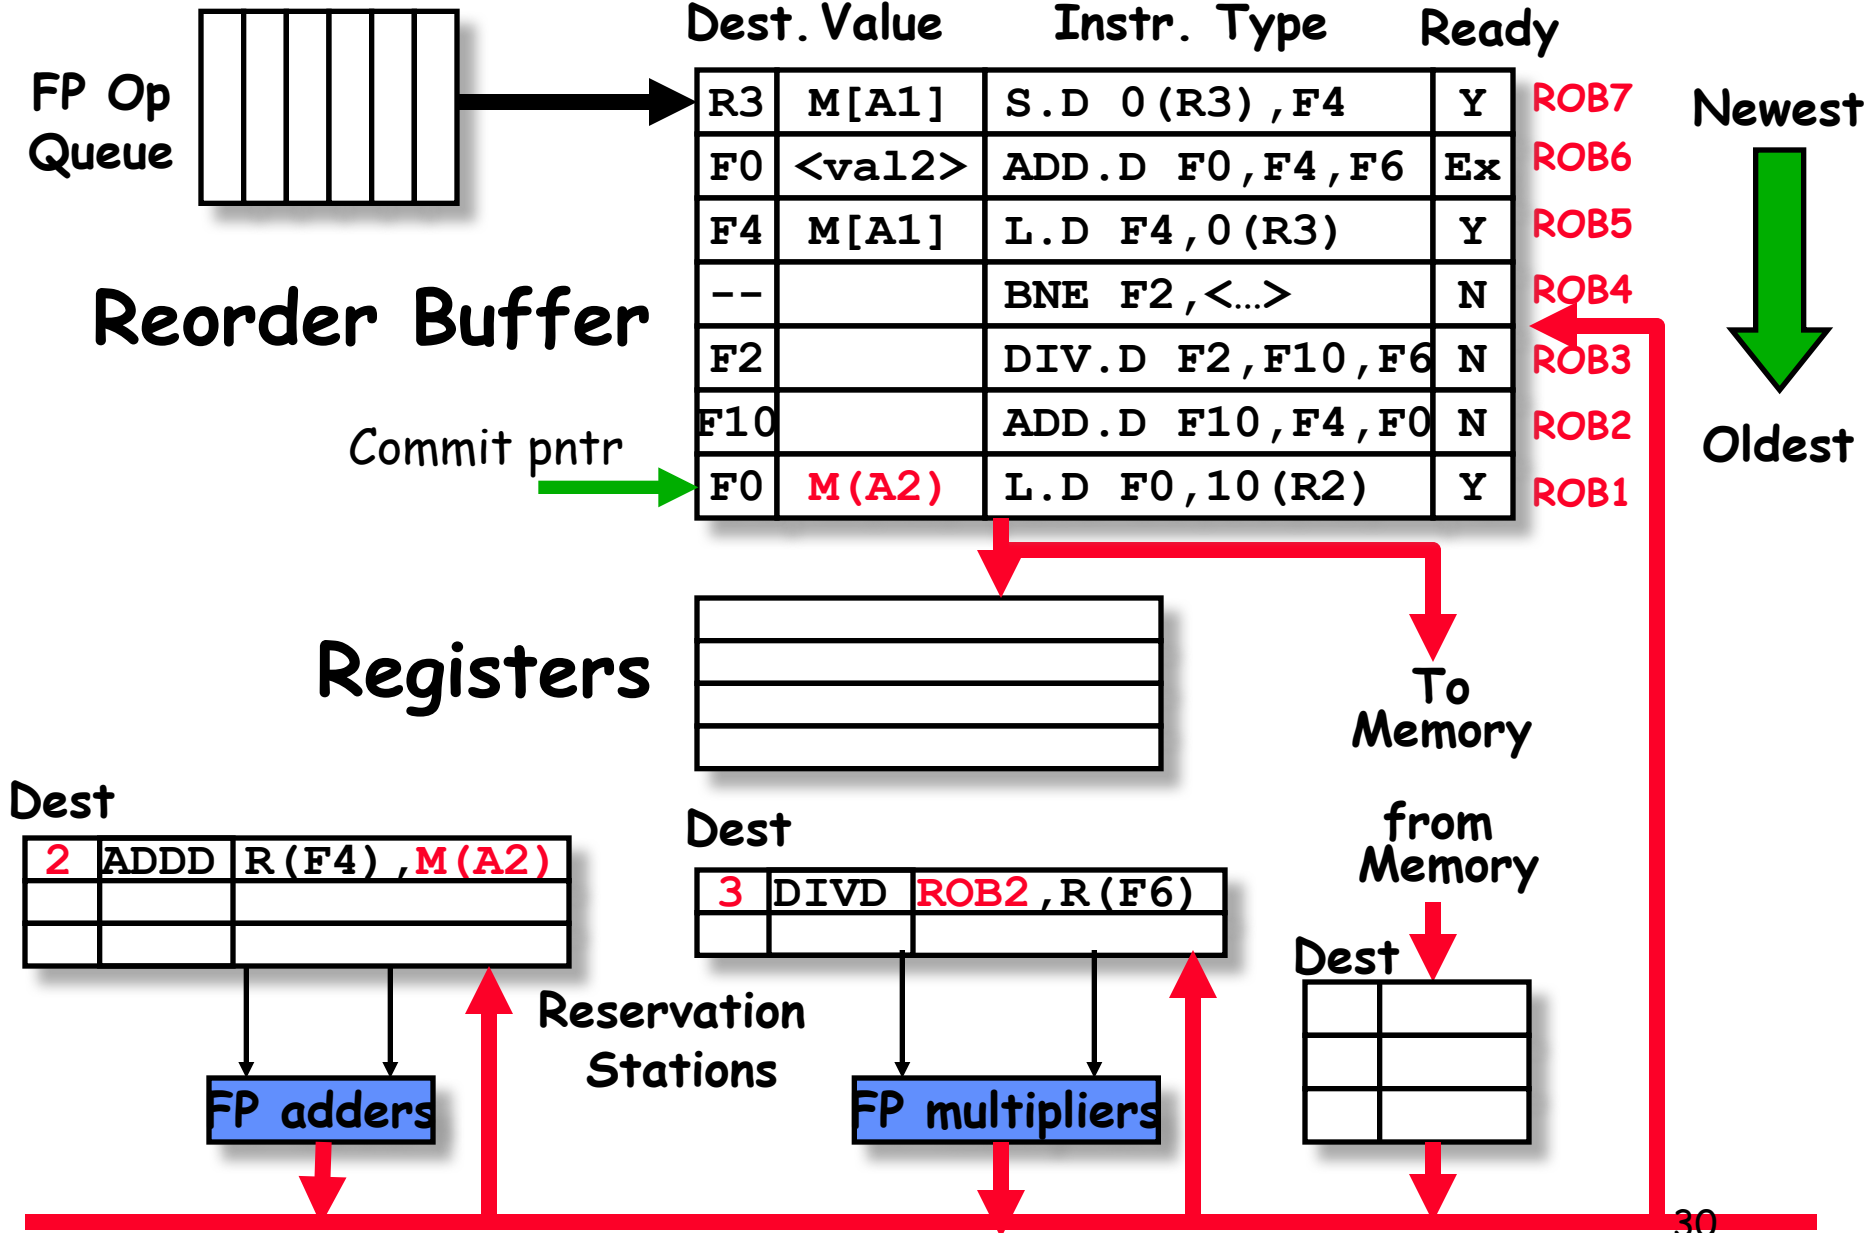 Dest. Value Instr. Type Ready
FP Op
Queue
R3 M[A1] S.D 0(R3),F4 Y ROB7
F0 <val2> ADD.D F0,F4,F6 Ex ROB6
F4 M[A1] L.D F4,0(R3) Y ROB5
-- BNE F2,<…> N ROB4
F2 DIV.D F2,F10,F6 N ROB3
F10 ADD.D F10,F4,F0 N ROB2
F0 M(A2) L.D F0,10(R2) Y ROB1
Newest
Oldest
Reorder Buffer
Commit pntr
Registers
To
Memory
Dest
2 ADDD R(F4),M(A2)
Dest
3 DIVD ROB2,R(F6)
from
Memory
Dest
Reservation
Stations
FP adders
FP multipliers
30